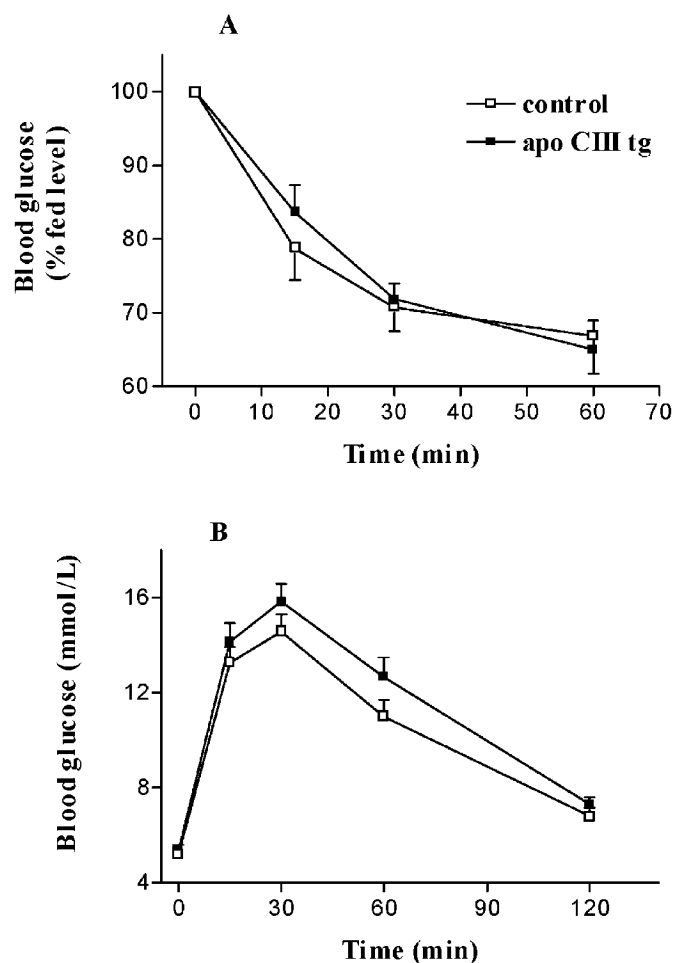 A
100
90
80
70
60
Blood glucose
(% fed level)
control
apo CIII tg
0 10 20 30 40 50 60 70
Time (min)
B
16
12
8
4
Blood glucose (mmol/L)
0 30 60 90 120
Time (min)